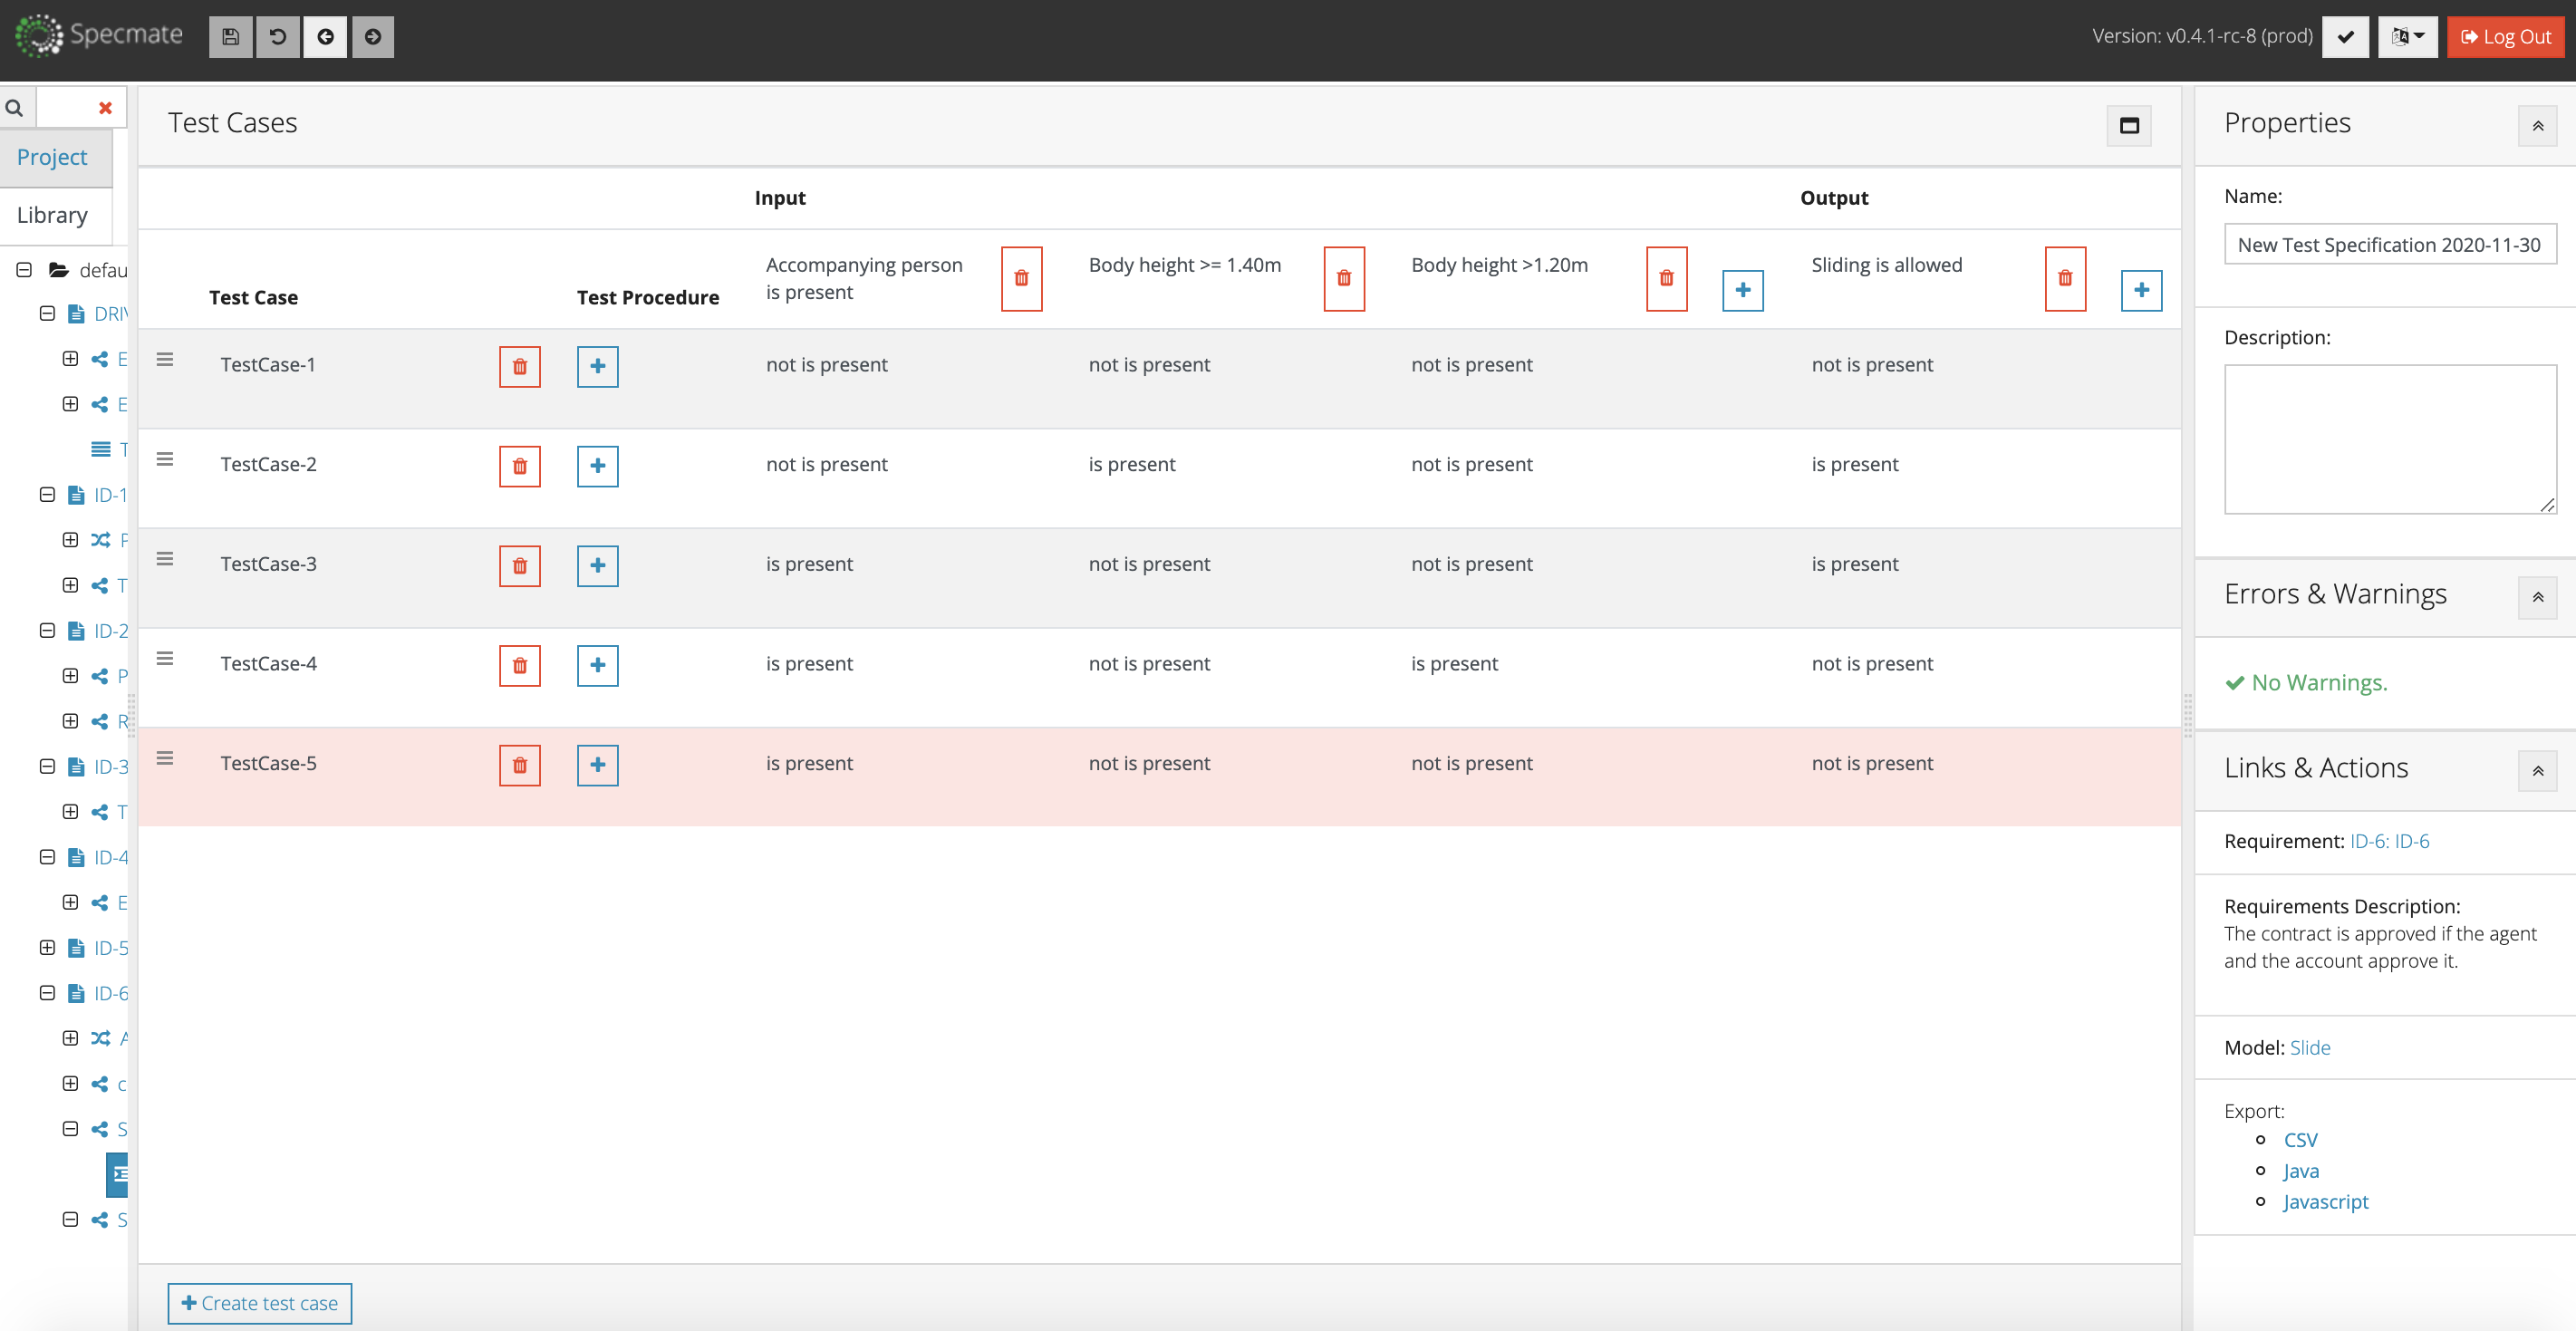 Specmate
Version: v0.4.1-rc-8 (prod)
Log Out
Project
Library
defau
DRIV
E
E
T
ID-1
P
T
ID-2
P
R
ID-3
T
ID-4
E
ID-5
ID-6
A
c
S
S
Test Cases
Input Output
Test Case Test Procedure Accompanying person is present Body height >= 1.40m Body height >1.20m Sliding is allowed
TestCase-1 not is present not is present not is present not is present
TestCase-2 not is present is present not is present is present
TestCase-3 is present not is present not is present is present
TestCase-4 is present not is present is present not is present
TestCase-5 is present not is present not is present not is present
Create test case
Properties
Name:
New Test Specification 2020-11-30
Description:
Errors & Warnings
No Warnings.
Links & Actions
Requirement: ID-6: ID-6
Requirements Description:
The contract is approved if the agent
and the account approve it.
Model: Slide
Export:
CSV
Java
Javascript